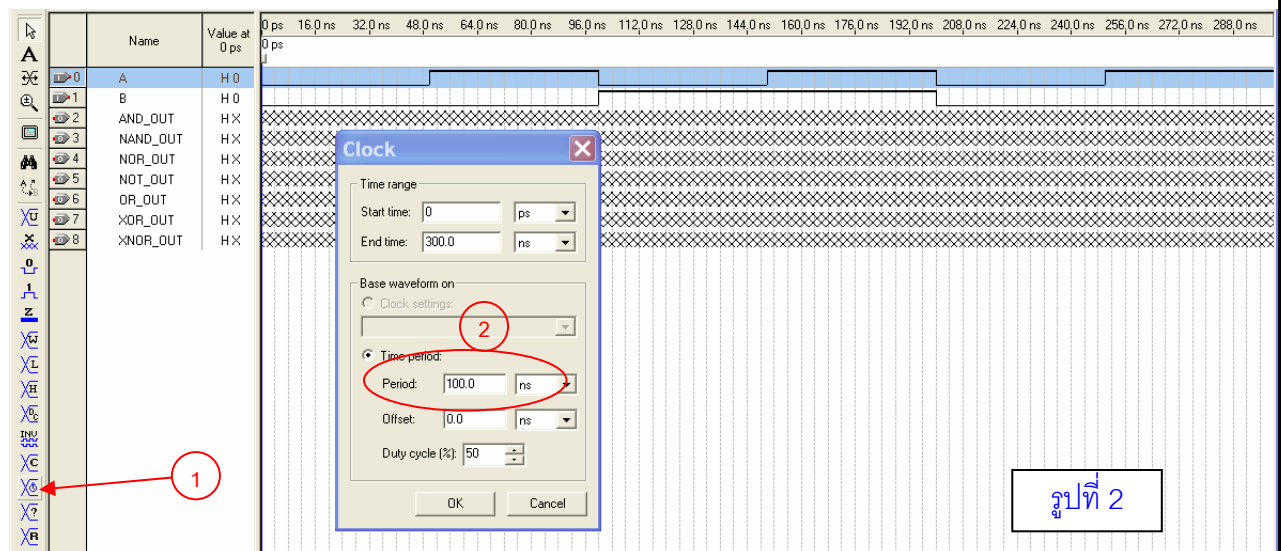 Name
Value at
0 ps
0 ps 16.0 ns 32.0 ns 48.0 ns 64.0 ns 80.0 ns 96.0 ns 112.0 ns 128.0 ns 144.0 ns 160.0 ns 176.0 ns 192.0 ns 208.0 ns 224.0 ns 240.0 ns 256.0 ns 272.0 ns 288.0 ns
0 ps
0 A H 0
1 B H 0
2 AND_OUT H X
3 NAND_OUT H X
4 NOR_OUT H X
5 NOT_OUT H X
6 OR_OUT H X
7 XOR_OUT H X
8 XNOR_OUT H X
A
U
X
0
1
Z
W
L
H
DC
INV
C
?
R
1
Clock
Time range
Start time: 0 ps
End time: 300.0 ns
Base waveform on
Clock settings:
2
Time period:
Period: 100.0 ns
Offset: 0.0 ns
Duty cycle (%): 50
OK Cancel
รูปที่ 2